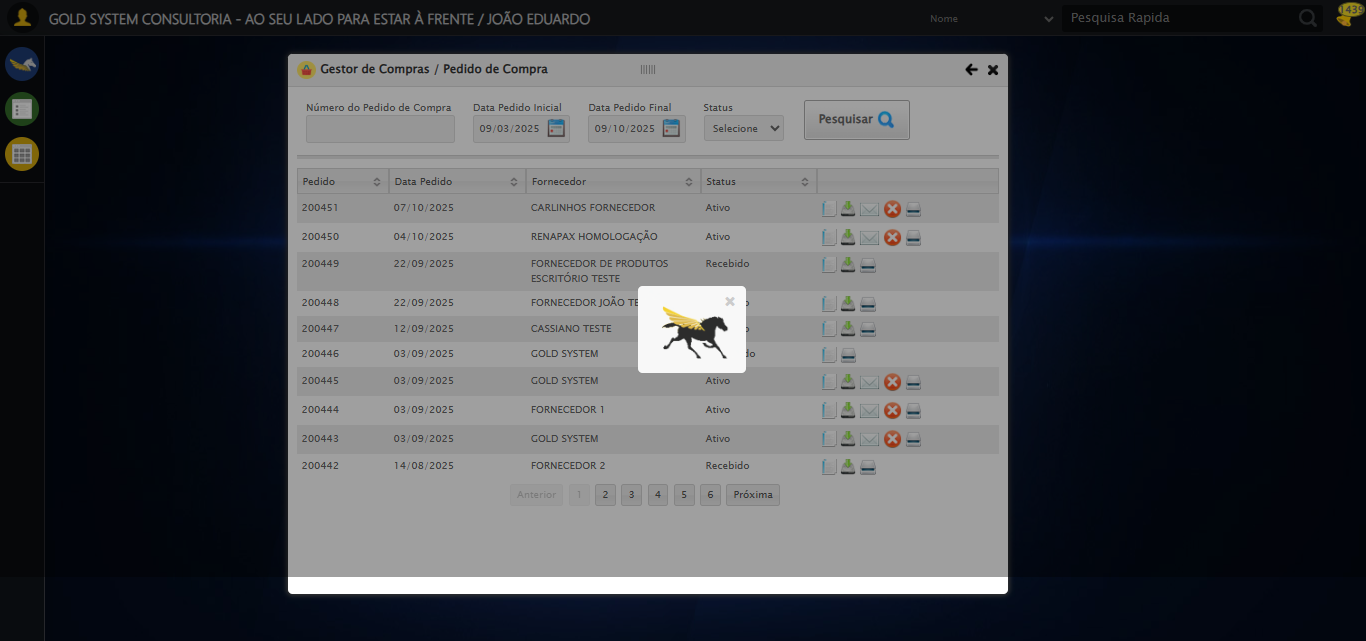 GOLD SYSTEM CONSULTORIA - AO SEU LADO PARA ESTAR À FRENTE / JOÃO EDUARDO
Nome
Pesquisa Rapida
1439
Gestor de Compras / Pedido de Compra
Número do Pedido de Compra
Data Pedido Inicial
Data Pedido Final
Status
09/03/2025
09/10/2025
Selecione
Pesquisar
Pedido Data Pedido Fornecedor Status
200451 07/10/2025 CARLINHOS FORNECEDOR Ativo
200450 04/10/2025 RENAPAX HOMOLOGAÇÃO Ativo
200449 22/09/2025 FORNECEDOR DE PRODUTOS Recebido
ESCRITÓRIO TESTE
200448 22/09/2025 FORNECEDOR JOÃO TE
200447 12/09/2025 CASSIANO TESTE
200446 03/09/2025 GOLD SYSTEM
200445 03/09/2025 GOLD SYSTEM Ativo
200444 03/09/2025 FORNECEDOR 1 Ativo
200443 03/09/2025 GOLD SYSTEM Ativo
200442 14/08/2025 FORNECEDOR 2 Recebido
Anterior 1 2 3 4 5 6 Próxima